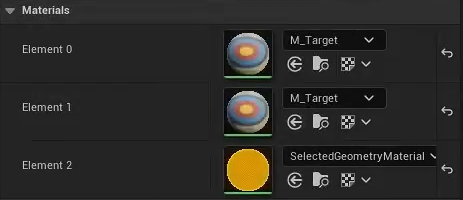 Materials
Element 0
M_Target
Element 1
M_Target
Element 2
SelectedGeometryMaterial